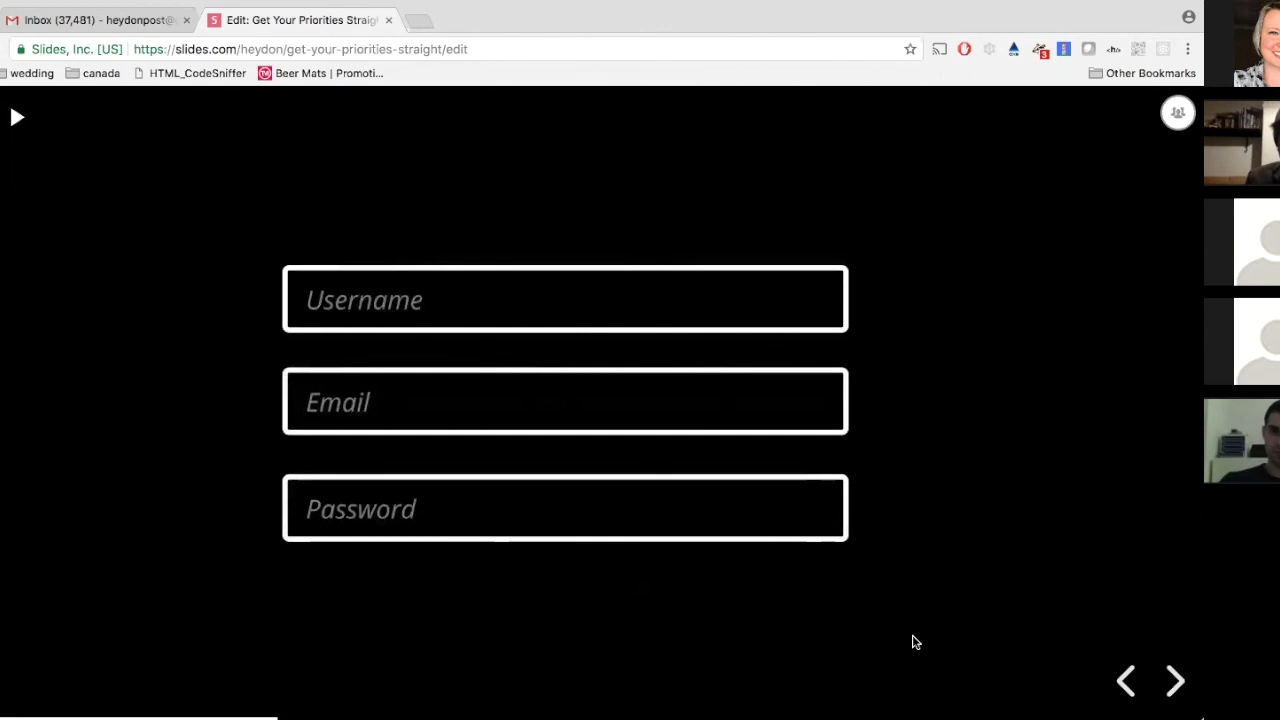 Inbox (37,481) - heydonpost@
Edit: Get Your Priorities Straigh
Slides, Inc. [US]
https://slides.com/heydon/get-your-priorities-straight/edit
wedding
canada
HTML_CodeSniffer
Beer Mats | Promoti...
Other Bookmarks
Username
Email
Password